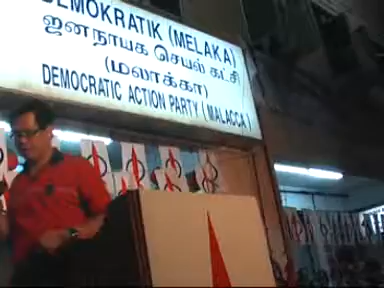 DEMOKRATIK (MELAKA)
ஜனநாயக செயல் கட்சி
(மலாக்கா)
DEMOCRATIC ACTION PARTY (MALACCA)